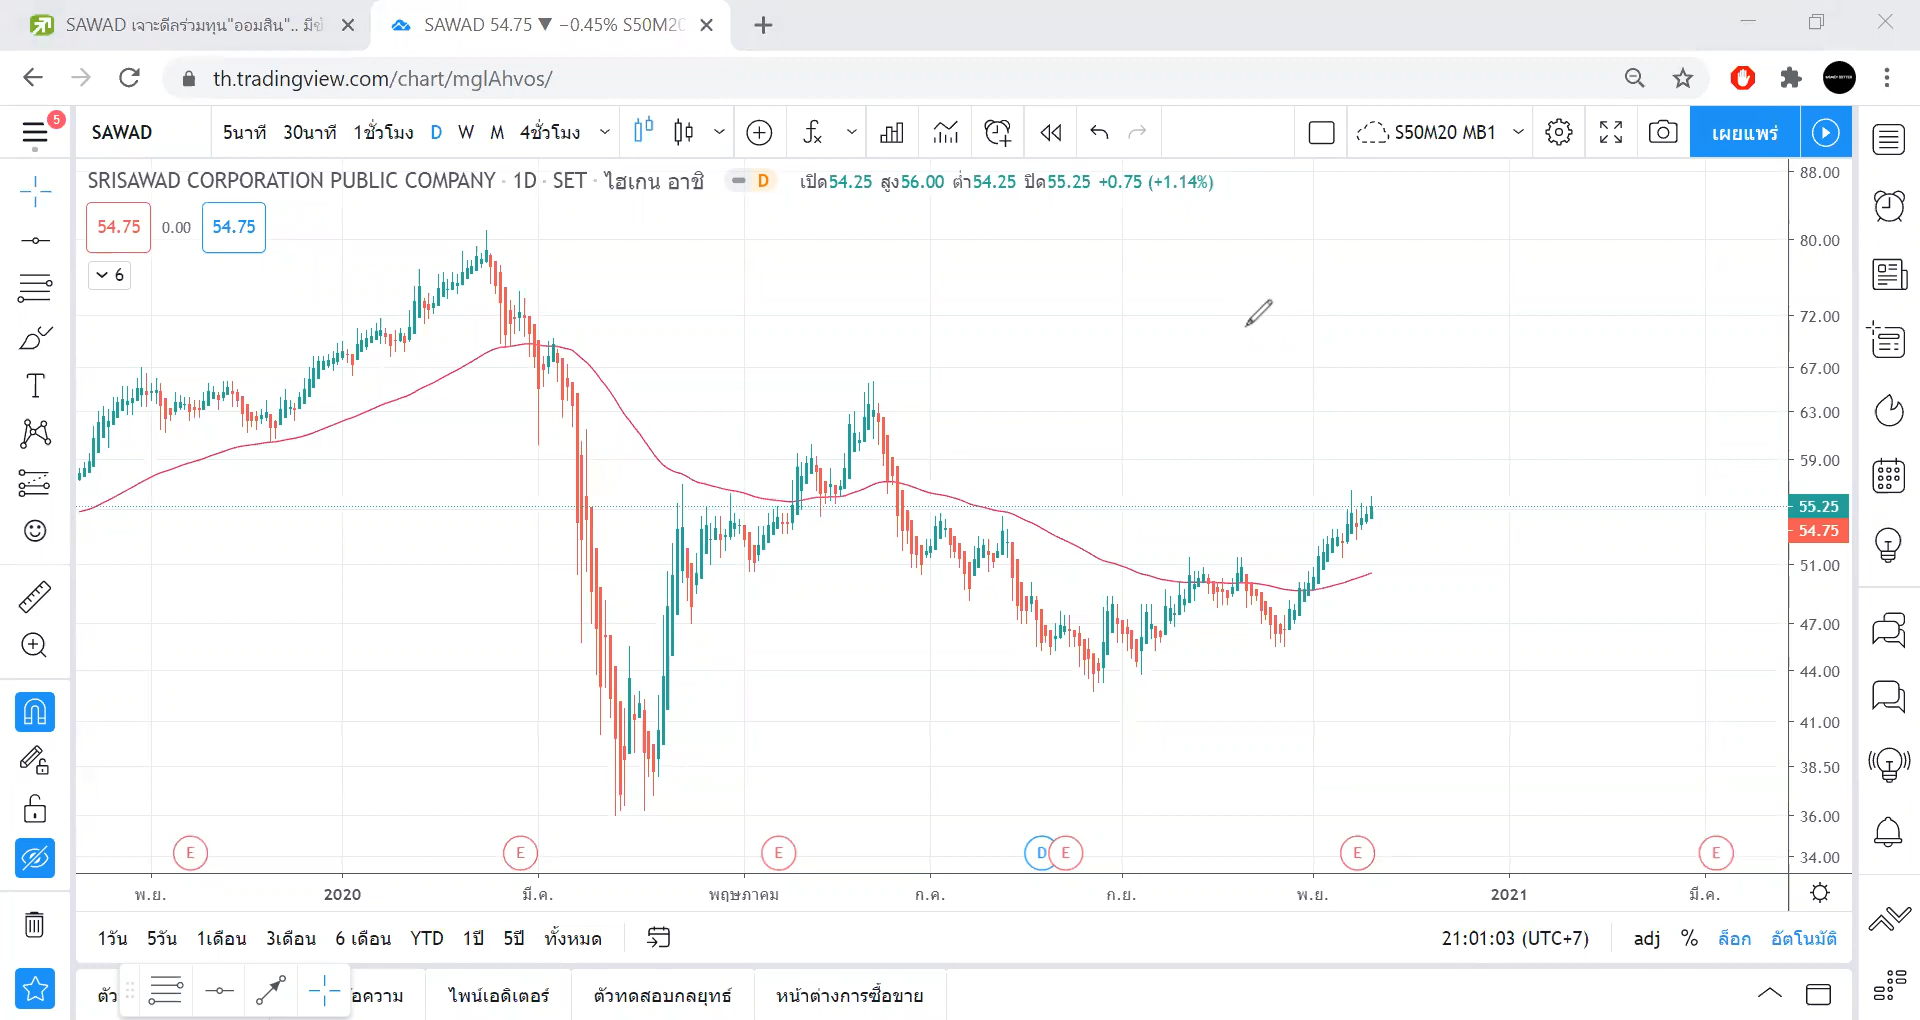 SAWAD เจาะดีลร่วมทุน"ออมสิน".. มีข้
SAWAD 54.75 ▼ −0.45% S50M20
th.tradingview.com/chart/mglAhvos/
5
SAWAD
5นาที 30นาที 1ชั่วโมง D W M 4ชั่วโมง
S50M20 MB1
เผยแพร่
SRISAWAD CORPORATION PUBLIC COMPANY · 1D · SET · ไฮเกน อาชิ
D
เปิด54.25 สูง56.00 ต่ำ54.25 ปิด55.25 +0.75 (+1.14%)
54.75 0.00 54.75
6
88.00
80.00
72.00
67.00
63.00
59.00
55.25
54.75
51.00
47.00
44.00
41.00
38.50
36.00
34.00
E E E D E E E
พ.ย. 2020 มี.ค. พฤษภาคม ก.ค. ก.ย. พ.ย. 2021 มี.ค.
1วัน 5วัน 1เดือน 3เดือน 6 เดือน YTD 1ปี 5ปี ทั้งหมด
21:01:03 (UTC+7) adj % ล็อก อัตโนมัติ
ตัว ข้อความ ไพน์เอดิเตอร์ ตัวทดสอบกลยุทธ์ หน้าต่างการซื้อขาย